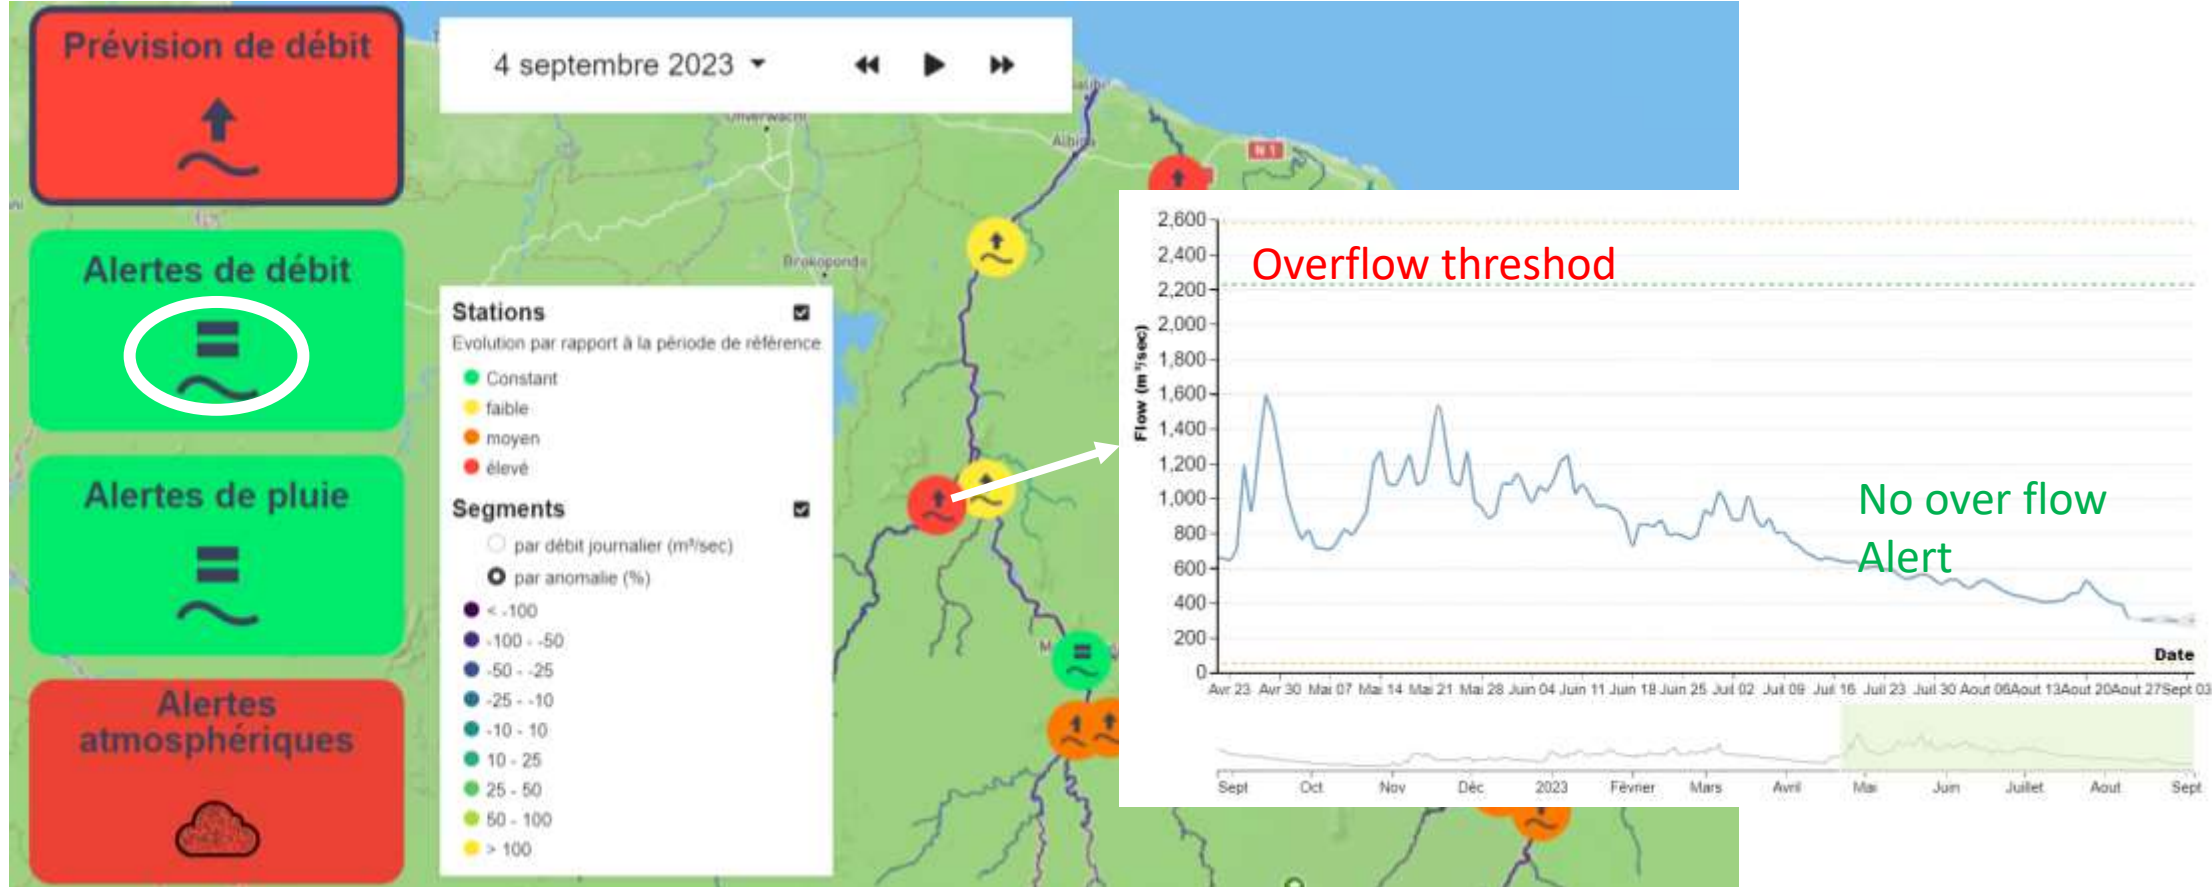 Prévision de débit
4 septembre 2023
Albina
N 1
Brokopondo
Alertes de débit
Alertes de pluie
Alertes
atmosphériques
Stations
Evolution par rapport à la période de référence
Constant
faible
moyen
élevé
Segments
par débit journalier (m³/sec)
par anomalie (%)
< -100
-100 - -50
-50 - -25
-25 - -10
-10 - 10
10 - 25
25 - 50
50 - 100
> 100
Overflow threshod
No over flow
Alert
Flow (m³/sec)
2,600
2,400
2,200
2,000
1,800
1,600
1,400
1,200
1,000
800
600
400
200
0
Date
Avr 23 Avr 30 Mai 07 Mai 14 Mai 21 Mai 28 Juin 04 Juin 11 Juin 18 Juin 25 Juil 02 Juil 09 Juil 16 Juil 23 Juil 30 Aout 06 Aout 13 Aout 20 Aout 27 Sept 03
Sept Oct Nov Déc 2023 Février Mars Avril Mai Juin Juillet Aout Sept